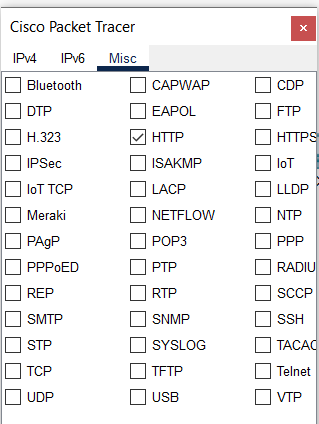 Cisco Packet Tracer
IPv4 IPv6 Misc
Bluetooth CAPWAP CDP
DTP EAPOL FTP
H.323 HTTP HTTPS
IPSec ISAKMP IoT
IoT TCP LACP LLDP
Meraki NETFLOW NTP
PAgP POP3 PPP
PPPoED PTP RADIU
REP RTP SCCP
SMTP SNMP SSH
STP SYSLOG TACAC
TCP TFTP Telnet
UDP USB VTP